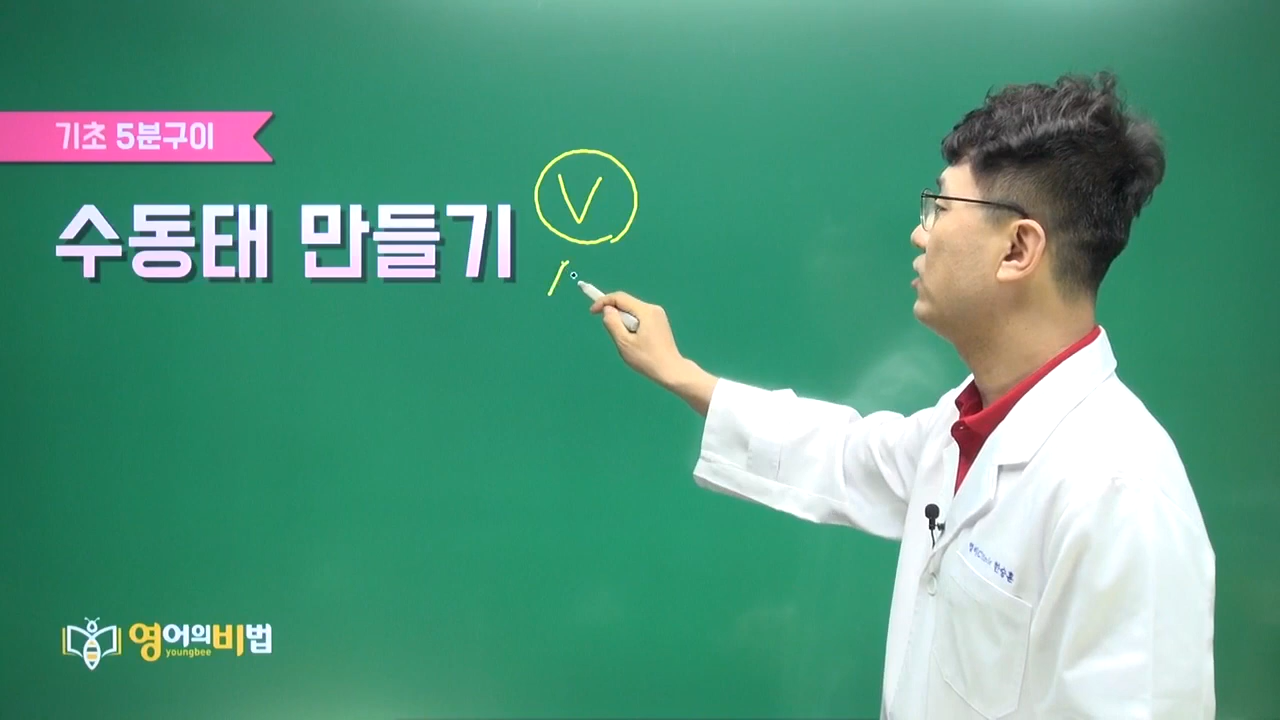 기초 5분구이
수동태 만들기
V
영어의비법
youngbee